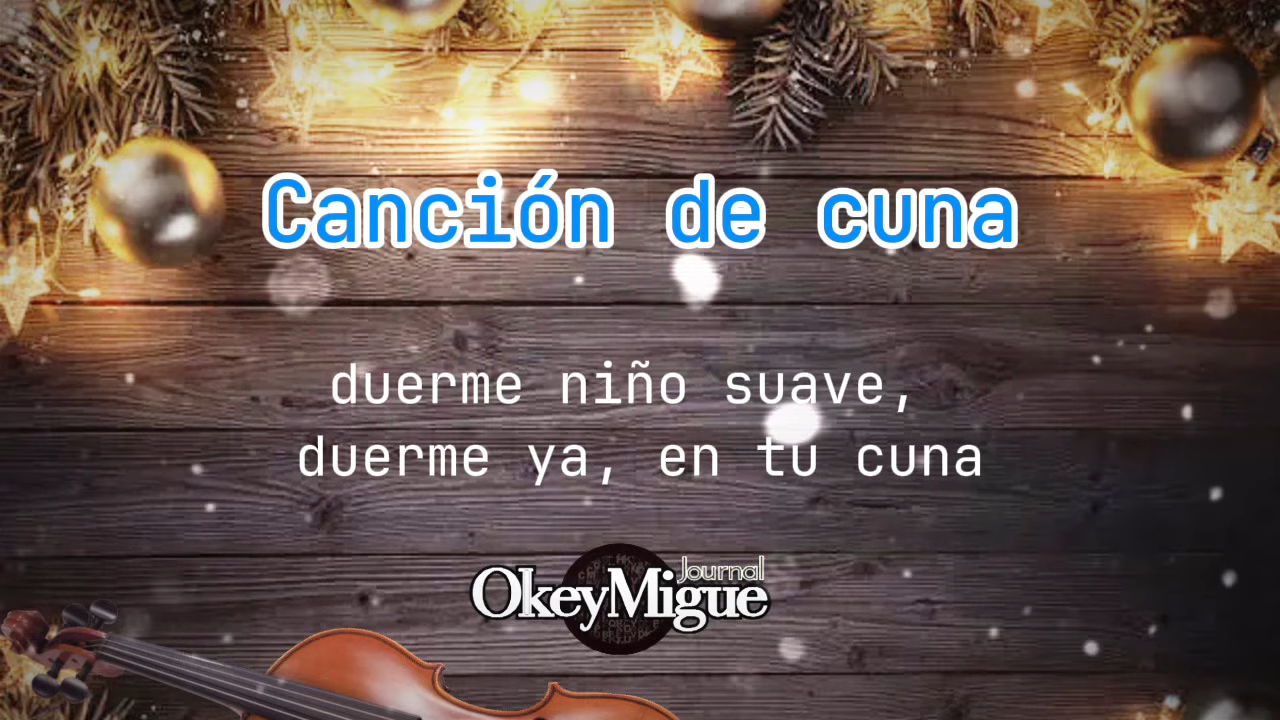 Canción de cuna
duerme niño suave,
duerme ya, en tu cuna
Journal
OkeyMigue